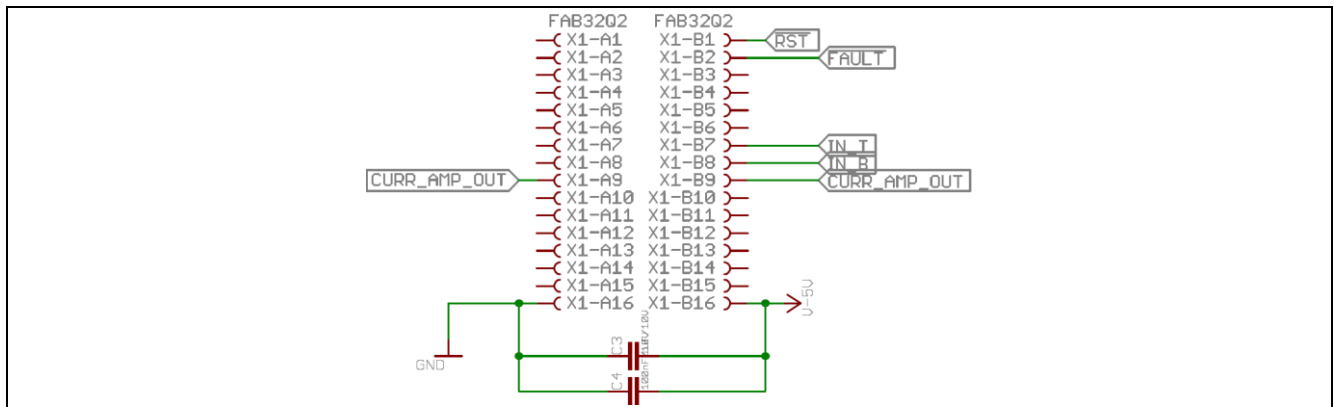 FAB32Q2 FAB32Q2
X1-A1 X1-B1 RST
X1-A2 X1-B2 FAULT
X1-A3 X1-B3
X1-A4 X1-B4
X1-A5 X1-B5
X1-A6 X1-B6
X1-A7 X1-B7 IN_T
X1-A8 X1-B8 IN_B
CURR_AMP_OUT X1-A9 X1-B9 CURR_AMP_OUT
X1-A10 X1-B10
X1-A11 X1-B11
X1-A12 X1-B12
X1-A13 X1-B13
X1-A14 X1-B14
X1-A15 X1-B15
X1-A16 X1-B16 V-5V
GND
C3
C4